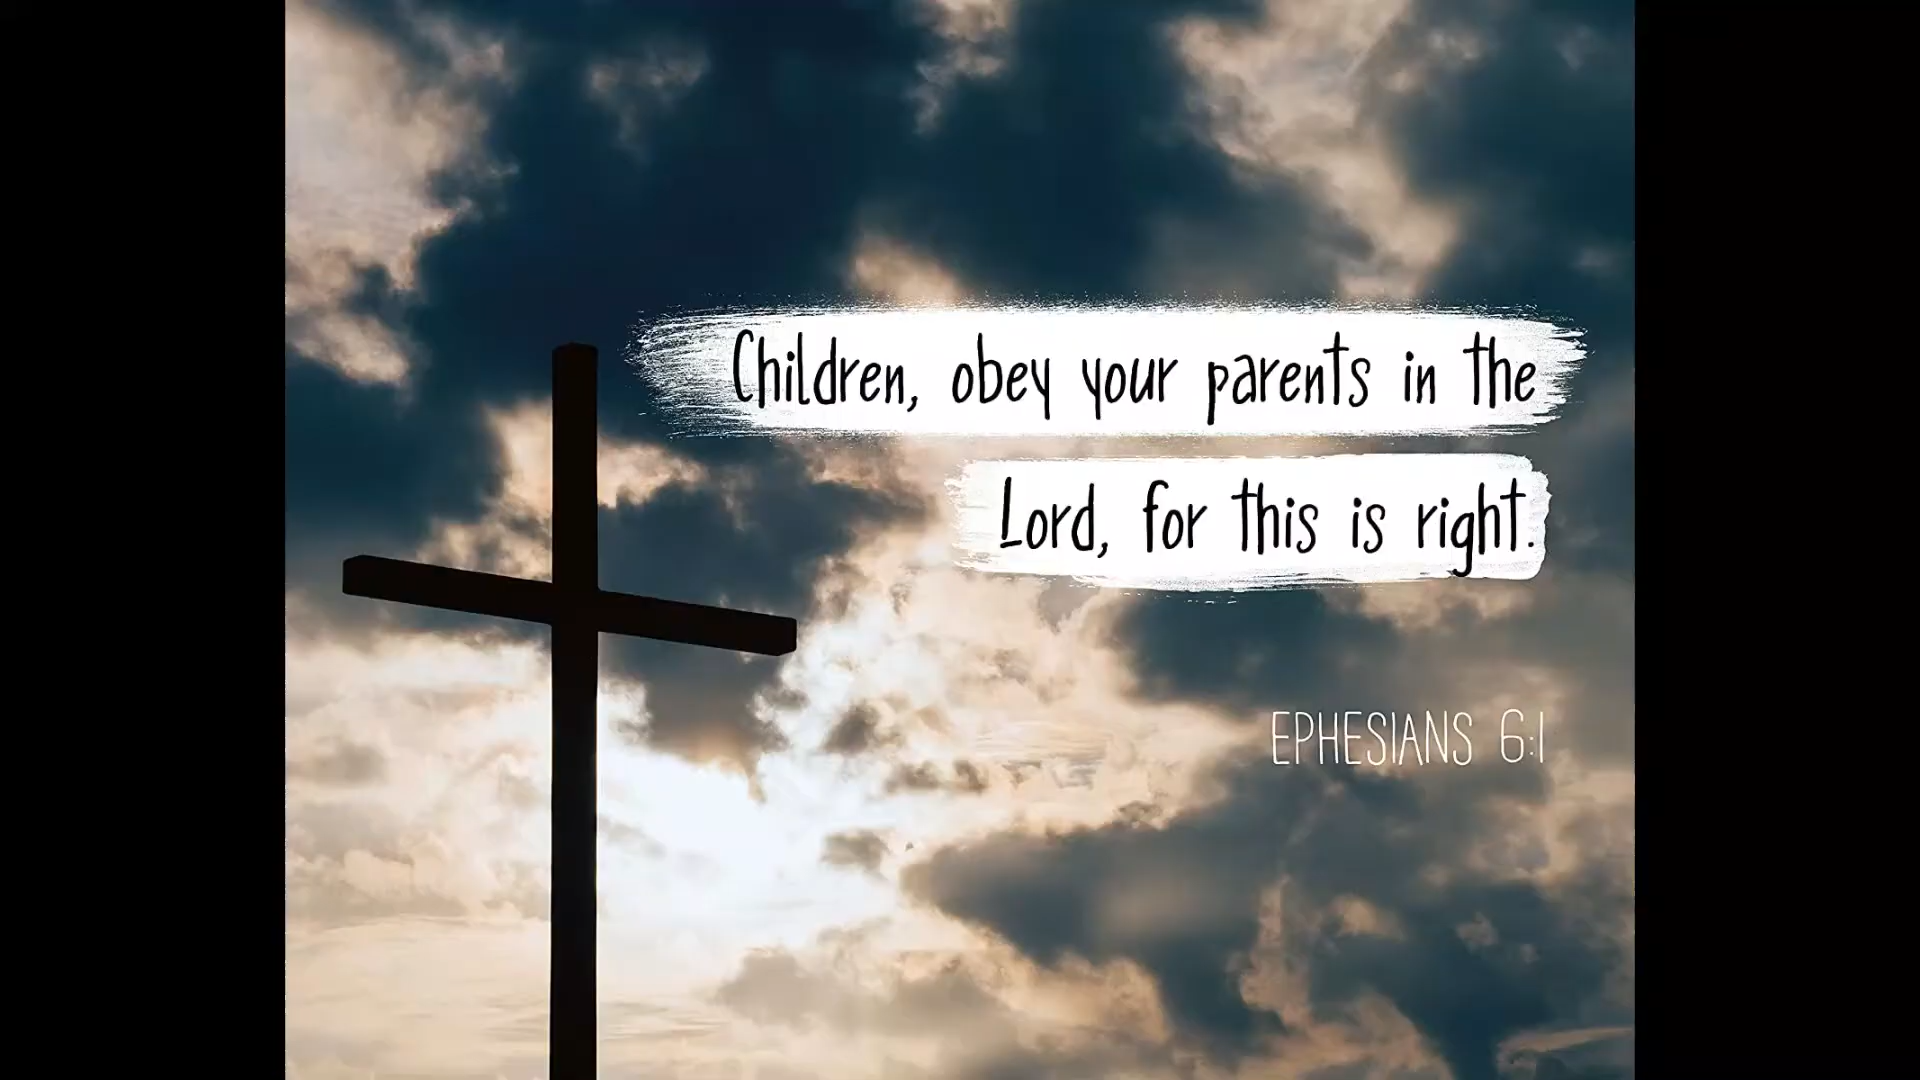 Children, obey your parents in the
Lord, for this is right.
EPHESIANS 6:1